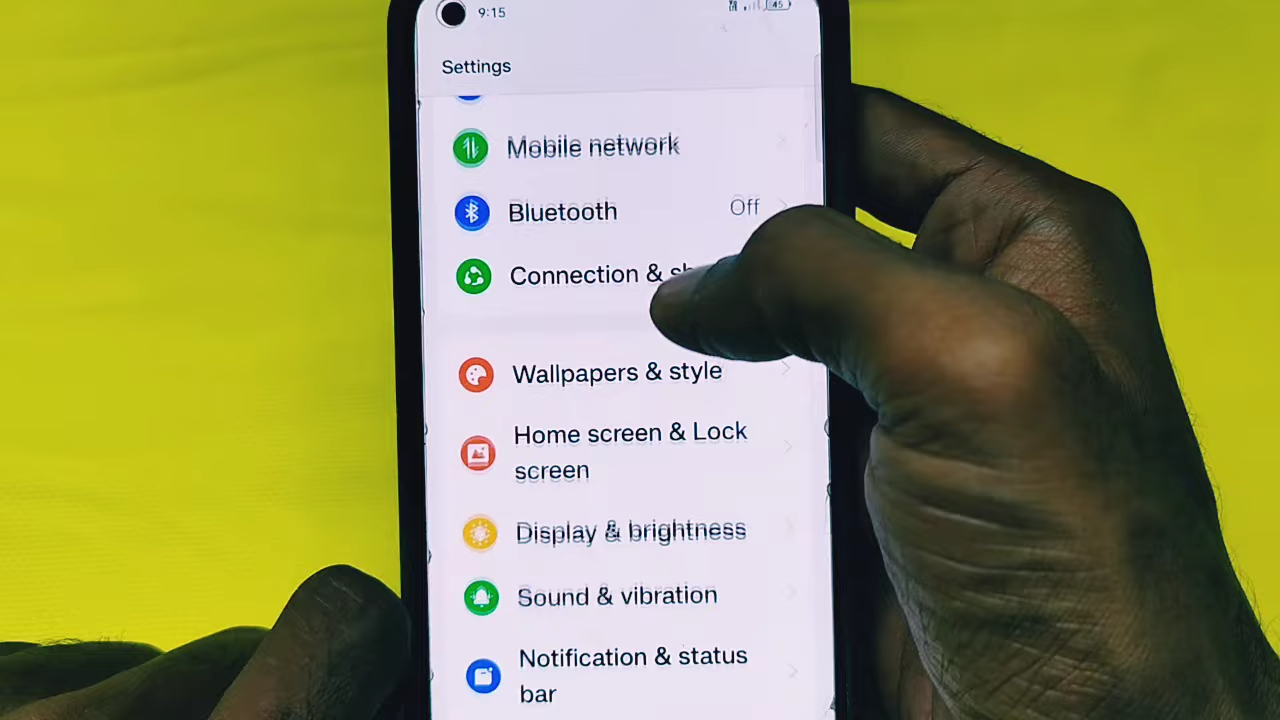 9:15
45
Settings
Mobile network
Bluetooth Off
Connection &
Wallpapers & style
Home screen & Lock
screen
Display & brightness
Sound & vibration
Notification & status
bar